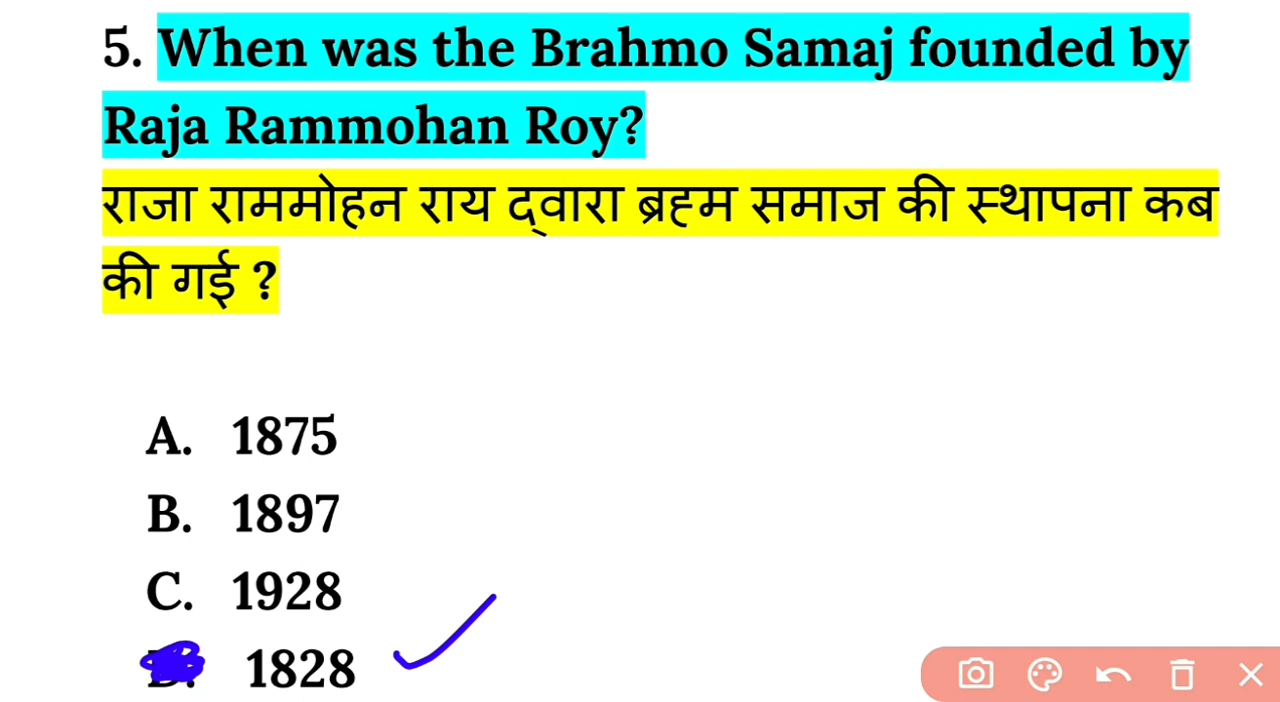 5. When was the Brahmo Samaj founded by
Raja Rammohan Roy?
राजा राममोहन राय द्वारा ब्रह्म समाज की स्थापना कब
की गई ?
A. 1875
B. 1897
C. 1928
1828